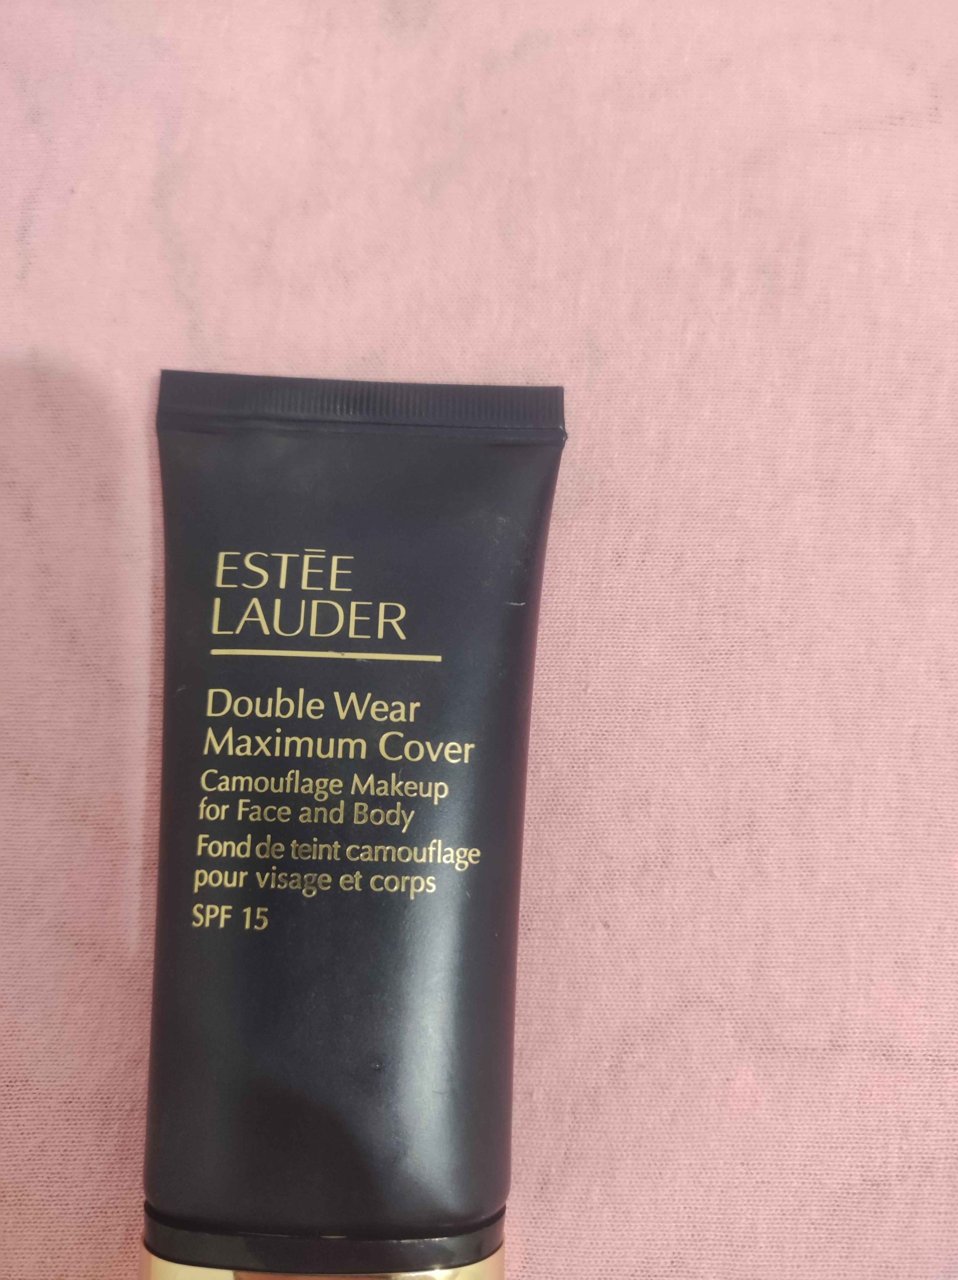 ESTĒE
LAUDER
Double Wear
Maximum Cover
Camouflage Makeup
for Face and Body
Fond de teint camouflage
pour visage et corps
SPF 15